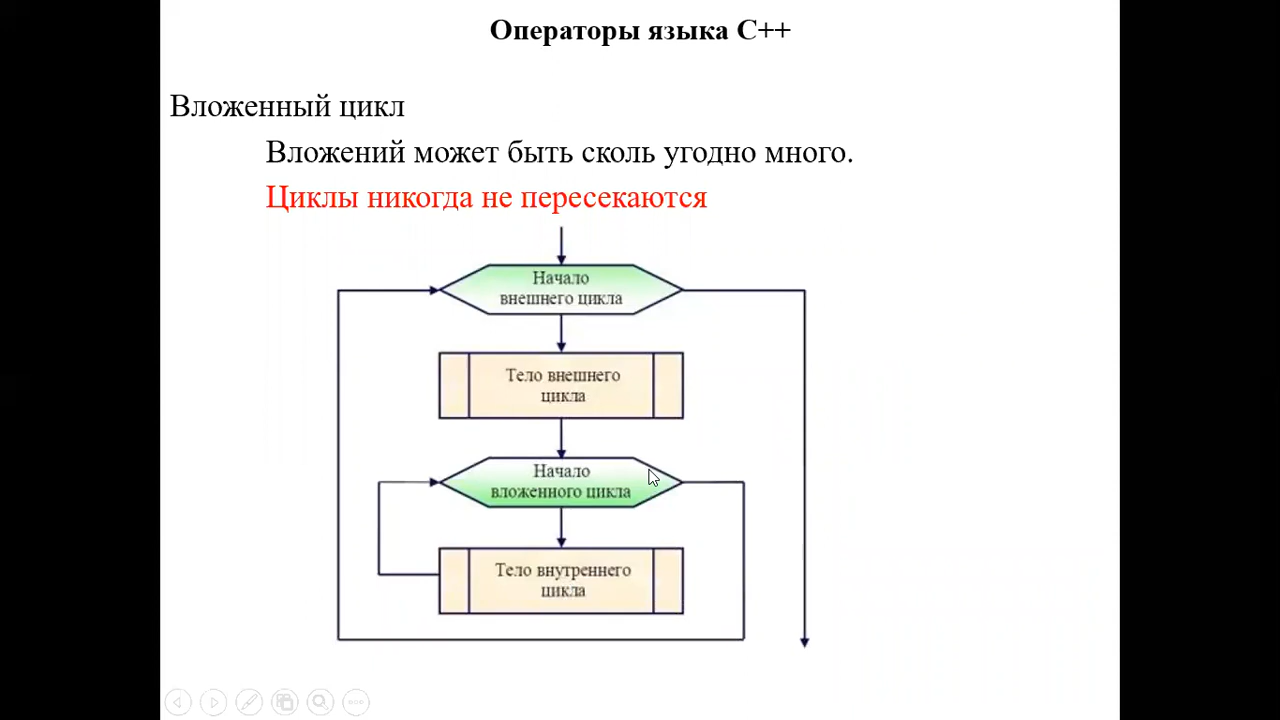 Операторы языка C++
Вложенный цикл
Вложений может быть сколь угодно много.
Циклы никогда не пересекаются
Начало
внешнего цикла
Тело внешнего
цикла
Начало
вложенного цикла
Тело внутреннего
цикла